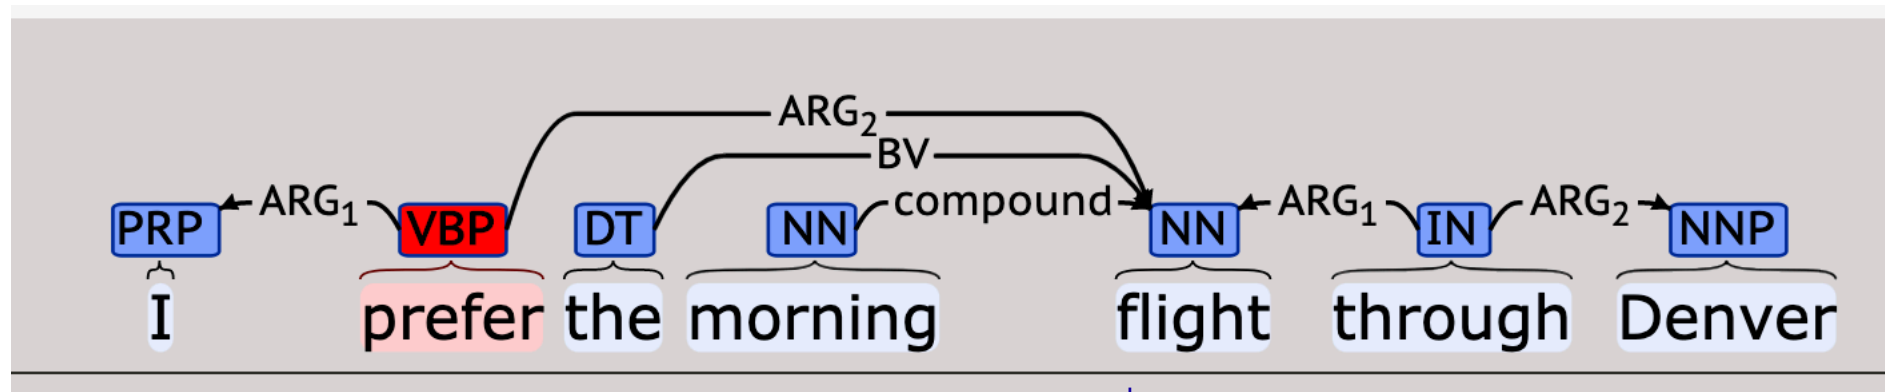 ARG2
BV
ARG1 compound ARG1 ARG2
PRP VBP DT NN NN IN NNP
I prefer the morning flight through Denver